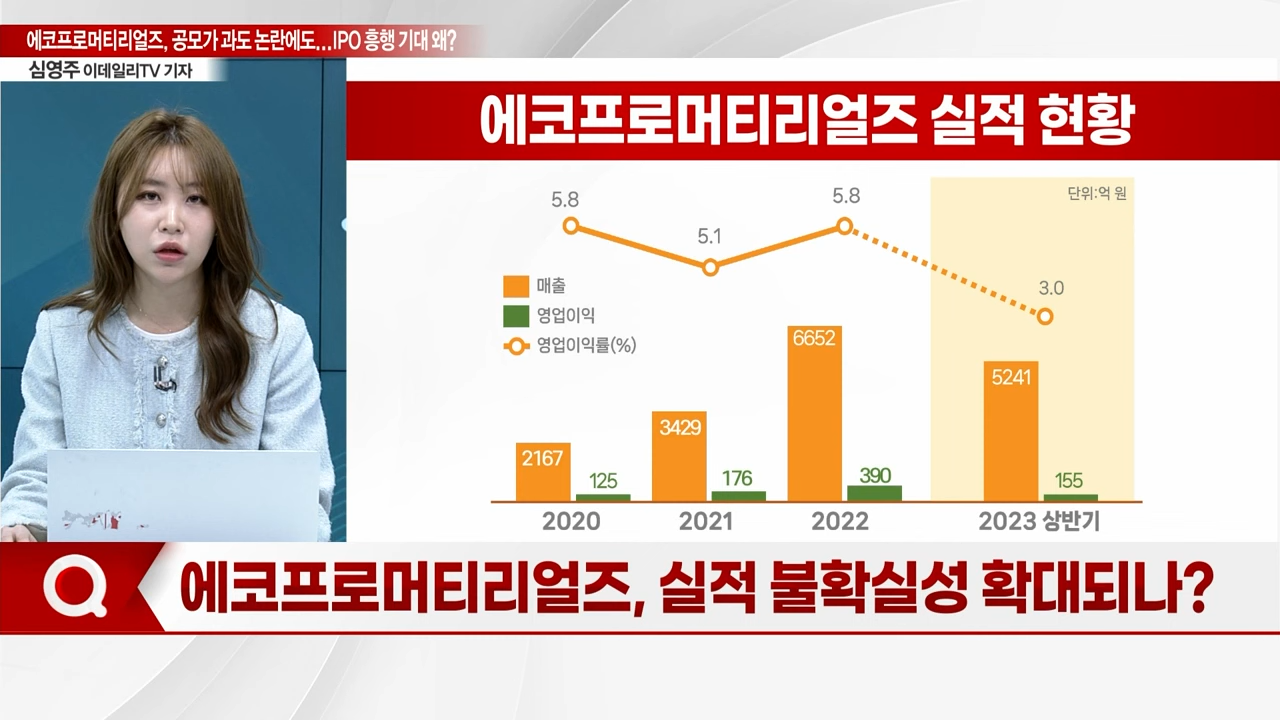 에코프로머티리얼즈, 공모가 과도 논란에도...IPO 흥행 기대 왜?
심영주 이데일리TV 기자
에코프로머티리얼즈 실적 현황
단위:억 원
5.8
5.1
5.8
3.0
매출
영업이익
영업이익률(%)
2167
125
3429
176
6652
390
5241
155
2020
2021
2022
2023 상반기
Q
에코프로머티리얼즈, 실적 불확실성 확대되나?